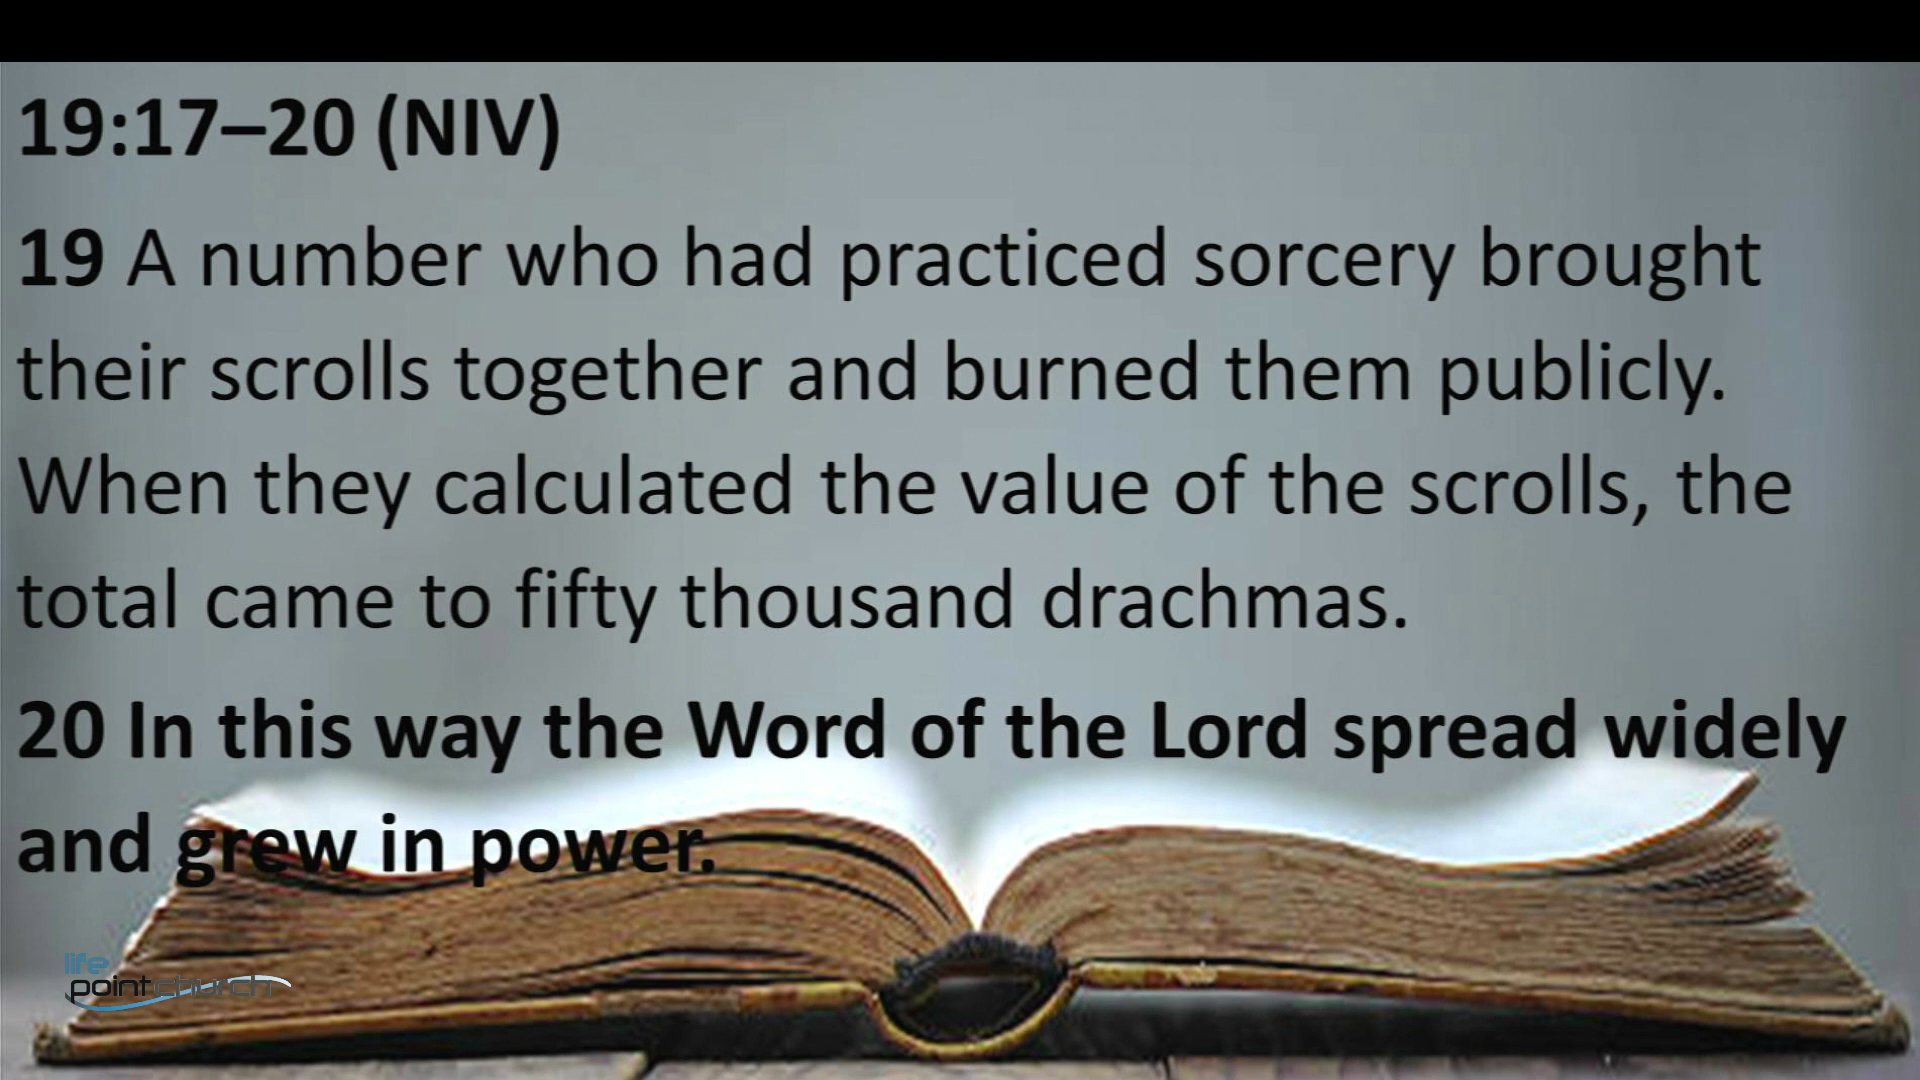 19:17–20 (NIV)
19 A number who had practiced sorcery brought
their scrolls together and burned them publicly.
When they calculated the value of the scrolls, the
total came to fifty thousand drachmas.
20 In this way the Word of the Lord spread widely
and grew in power.
life
pointchurch